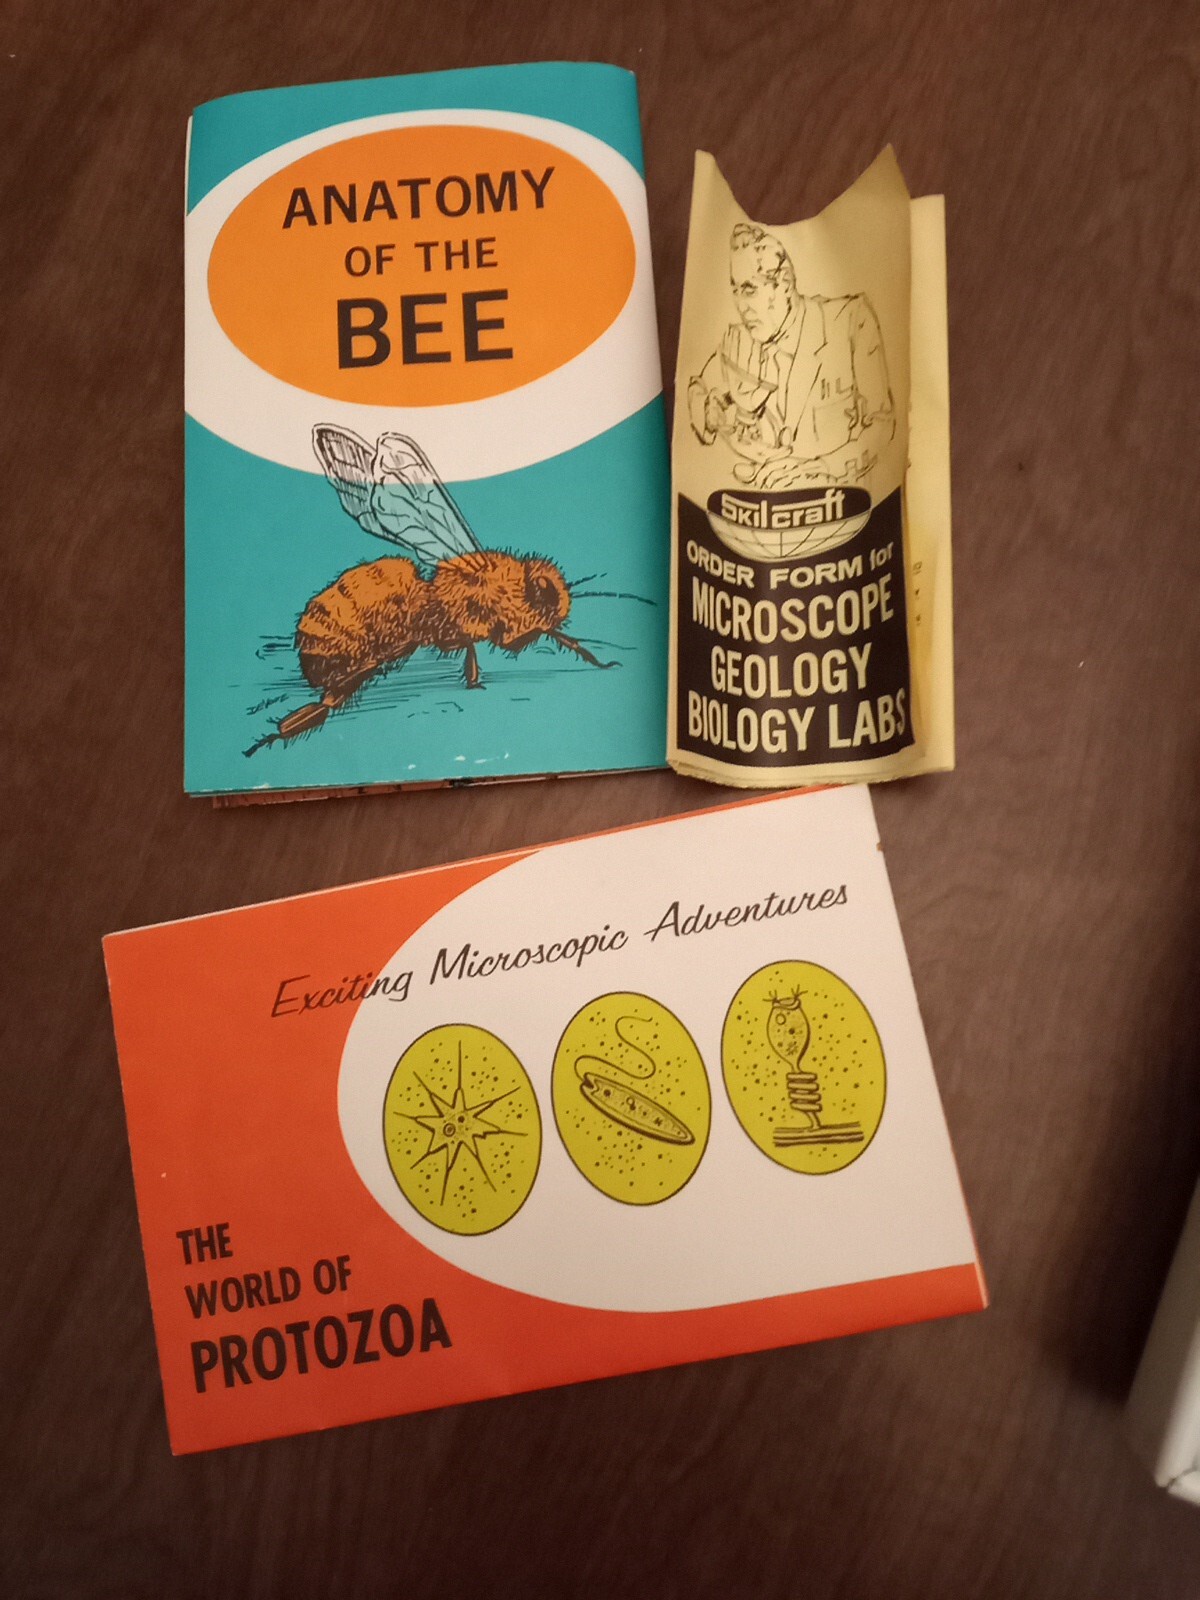 ANATOMY
OF THE
BEE
Skilcraft
ORDER FORM for
MICROSCOPE
GEOLOGY
BIOLOGY LABS
Exciting Microscopic Adventures
THE
WORLD OF
PROTOZOA